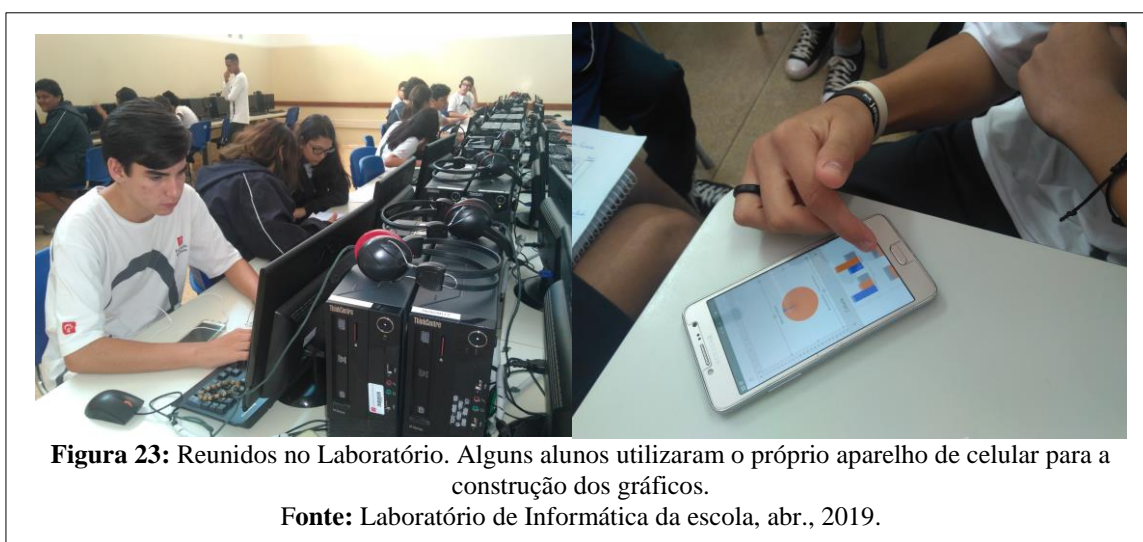 ThinkCentre
ThinkCentre
Figura 23: Reunidos no Laboratório. Alguns alunos utilizaram o próprio aparelho de celular para a
construção dos gráficos.
Fonte: Laboratório de Informática da escola, abr., 2019.